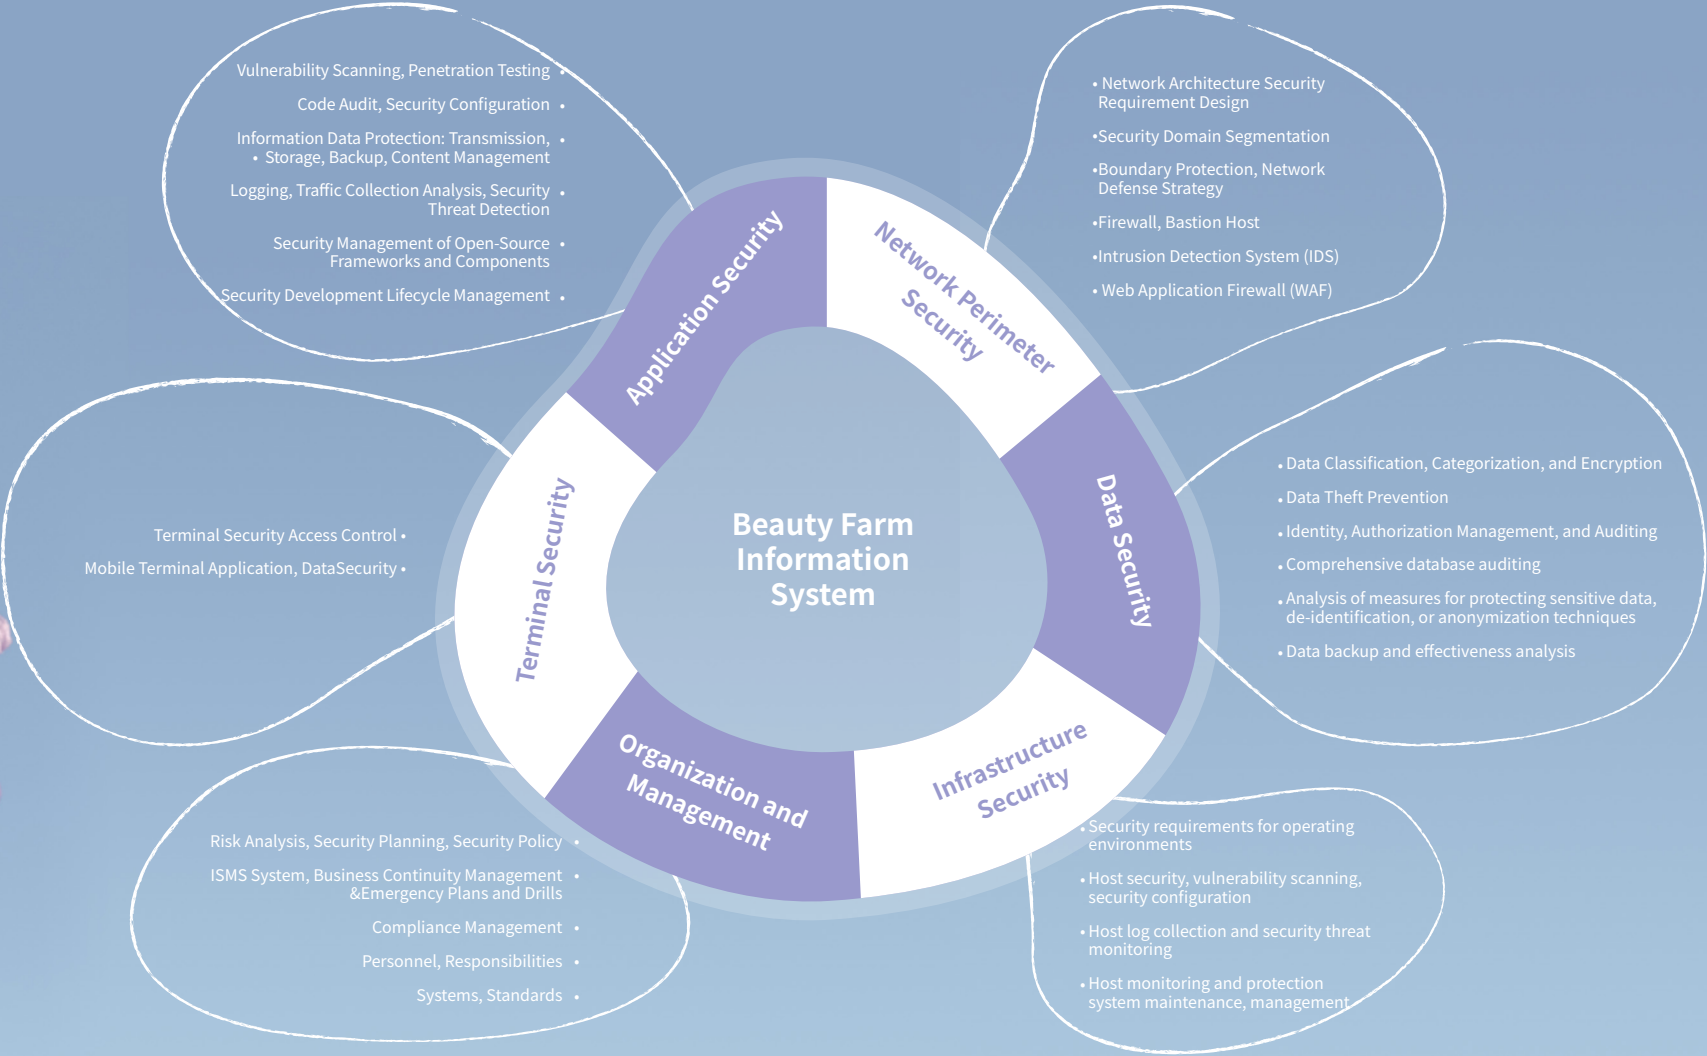 Vulnerability Scanning, Penetration Testing •
Code Audit, Security Configuration •
Information Data Protection: Transmission, •
• Storage, Backup, Content Management
Logging, Traffic Collection Analysis, Security •
Threat Detection
Security Management of Open-Source •
Frameworks and Components
Security Development Lifecycle Management •
• Network Architecture Security
Requirement Design
•Security Domain Segmentation
•Boundary Protection, Network
Defense Strategy
•Firewall, Bastion Host
•Intrusion Detection System (IDS)
• Web Application Firewall (WAF)
Application Security
Network Perimeter
Security
Terminal Security Access Control •
Mobile Terminal Application, DataSecurity •
Terminal Security
Beauty Farm
Information
System
Data Security
• Data Classification, Categorization, and Encryption
• Data Theft Prevention
• Identity, Authorization Management, and Auditing
• Comprehensive database auditing
• Analysis of measures for protecting sensitive data,
de-identification, or anonymization techniques
• Data backup and effectiveness analysis
Organization and
Management
Infrastructure
Security
Risk Analysis, Security Planning, Security Policy •
ISMS System, Business Continuity Management •
&Emergency Plans and Drills
Compliance Management •
Personnel, Responsibilities •
Systems, Standards •
• Security requirements for operating
environments
• Host security, vulnerability scanning,
security configuration
• Host log collection and security threat
monitoring
• Host monitoring and protection
system maintenance, management